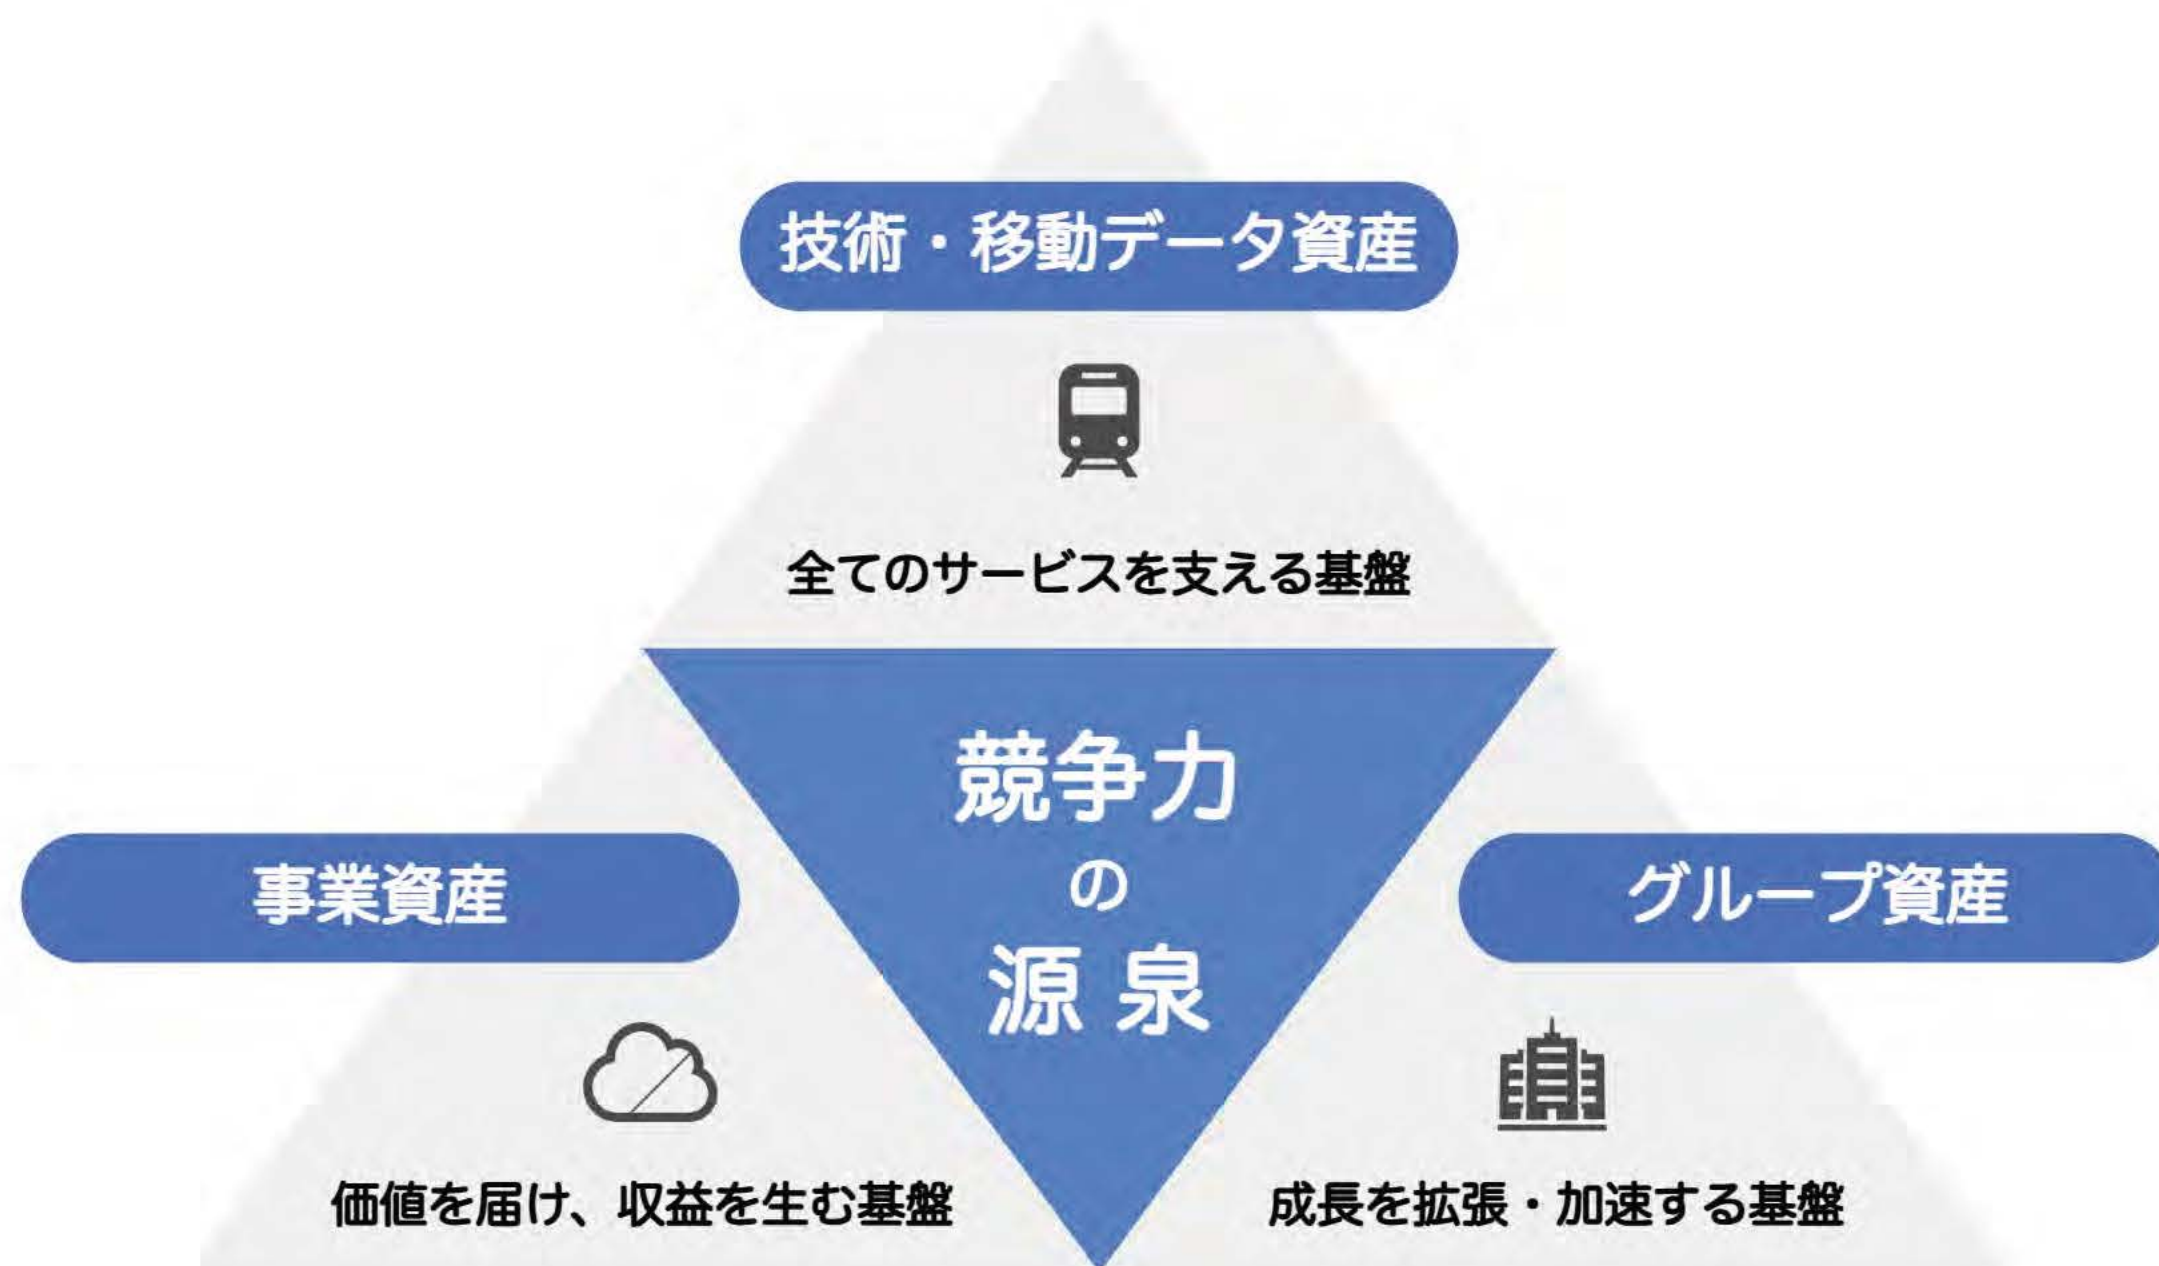 技術・移動データ資産
全てのサービスを支える基盤
競争力
の
源泉
事業資産
価値を届け、収益を生む基盤
グループ資産
成長を拡張・加速する基盤